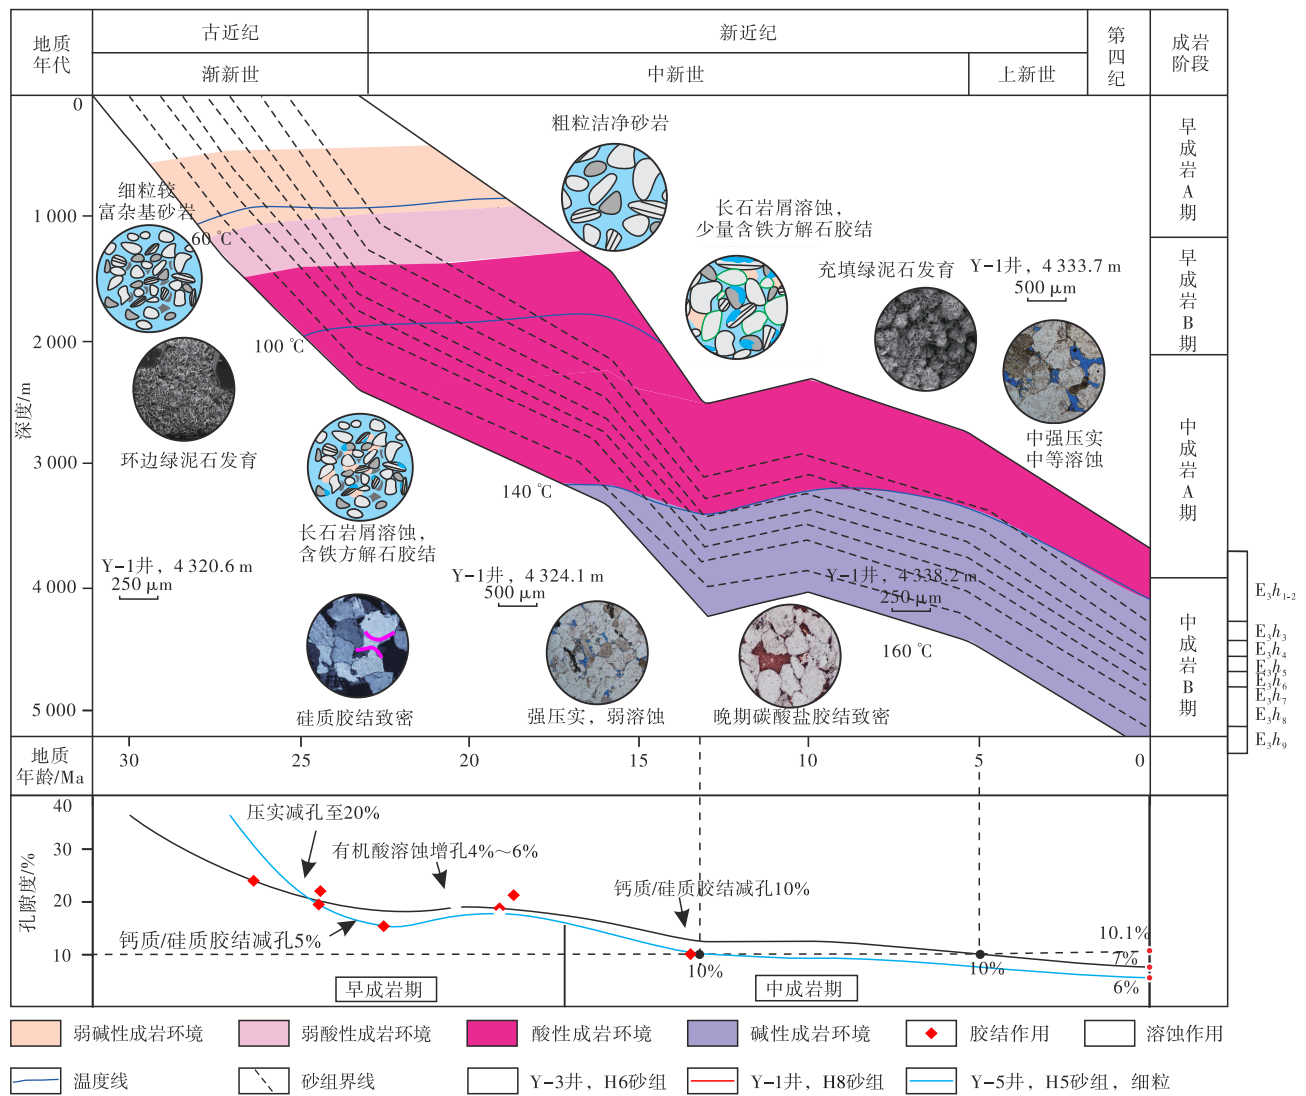 地质
年代
古近纪
新近纪
第四纪
成岩
阶段
渐新世
中新世
上新世
0
1 000
2 000
3 000
4 000
5 000
深度/m
细粒较
富杂基砂岩
60 ℃
环边绿泥石发育
100 ℃
粗粒洁净砂岩
长石岩屑溶蚀，
少量含铁方解石胶结
充填绿泥石发育
Y-1井，4 333.7 m
500 μm
中强压实
中等溶蚀
长石岩屑溶蚀，
含铁方解石胶结
140 ℃
Y-1井，4 320.6 m
250 μm
硅质胶结致密
Y-1井，4 324.1 m
500 μm
强压实，弱溶蚀
Y-1井，4 338.2 m
250 μm
晚期碳酸盐胶结致密
160 ℃
早成岩A期
早成岩B期
中成岩A期
中成岩B期
E₃h₁₋₂
E₃h₃
E₃h₄
E₃h₅
E₃h₆
E₃h₇
E₃h₈
E₃h₉
地质
年龄/Ma
30
25
20
15
10
5
0
孔隙度/%
40
30
20
10
压实减孔至20%
有机酸溶蚀增孔4%～6%
钙质/硅质胶结减孔10%
钙质/硅质胶结减孔5%
10%
10%
10.1%
7%
6%
早成岩期
中成岩期
弱碱性成岩环境
弱酸性成岩环境
酸性成岩环境
碱性成岩环境
胶结作用
溶蚀作用
温度线
砂组界线
Y-3井，H6砂组
Y-1井，H8砂组
Y-5井，H5砂组，细粒